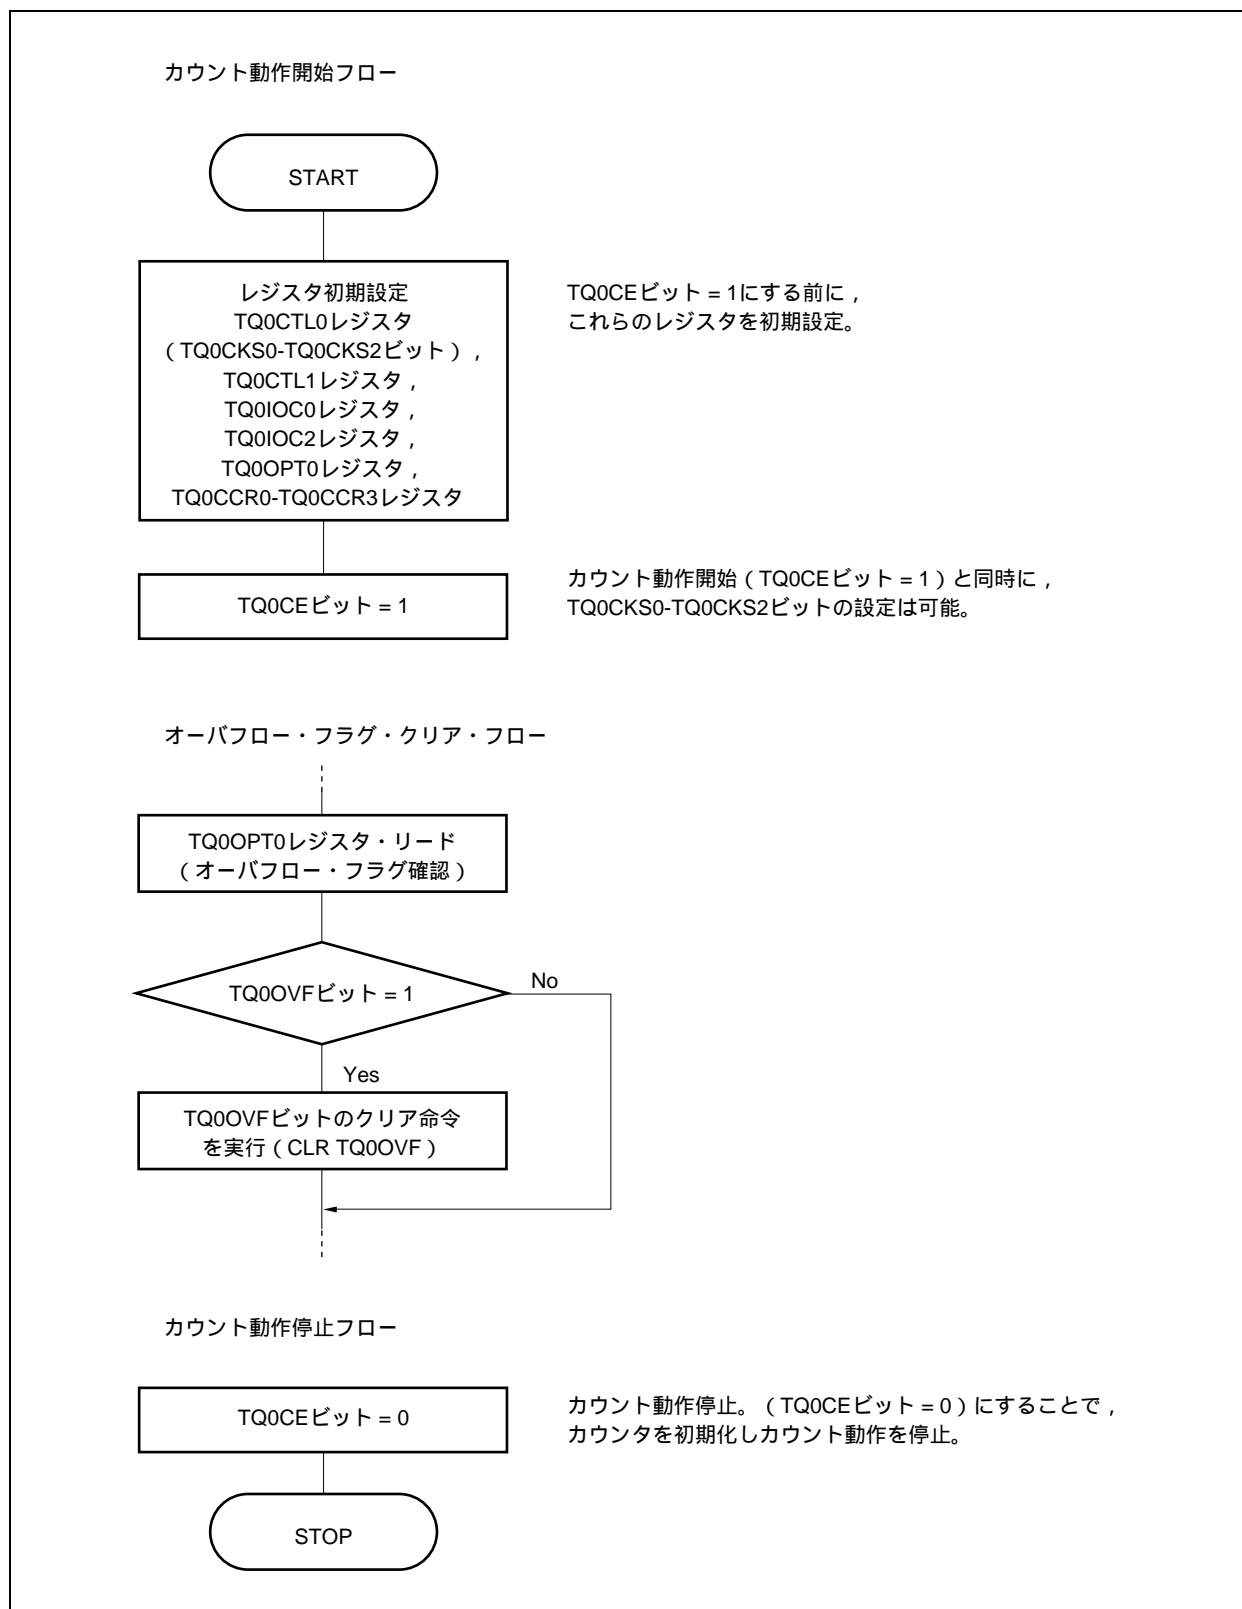 カウント動作開始フロー
START
レジスタ初期設定
TQ0CTL0レジスタ
（TQ0CKS0-TQ0CKS2ビット），
TQ0CTL1レジスタ，
TQ0IOC0レジスタ，
TQ0IOC2レジスタ，
TQ0OPT0レジスタ，
TQ0CCR0-TQ0CCR3レジスタ
TQ0CEビット = 1にする前に，
これらのレジスタを初期設定。
TQ0CEビット = 1
カウント動作開始（TQ0CEビット = 1）と同時に，
TQ0CKS0-TQ0CKS2ビットの設定は可能。
オーバフロー・フラグ・クリア・フロー
TQ0OPT0レジスタ・リード
（オーバフロー・フラグ確認）
TQ0OVFビット = 1
No
Yes
TQ0OVFビットのクリア命令
を実行（CLR TQ0OVF）
カウント動作停止フロー
TQ0CEビット = 0
カウント動作停止。（TQ0CEビット = 0）にすることで，
カウンタを初期化しカウント動作を停止。
STOP